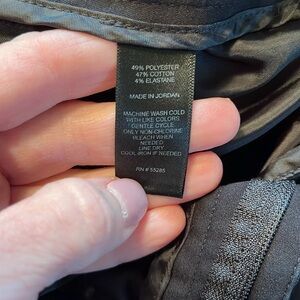 49% POLYESTER
47% COTTON
4% ELASTANE
MADE IN JORDAN
MACHINE WASH COLD
WITH LIKE COLORS
GENTLE CYCLE
ONLY NON-CHLORINE
BLEACH WHEN
NEEDED
LINE DRY
COOL IRON IF NEEDED
RN # 55285